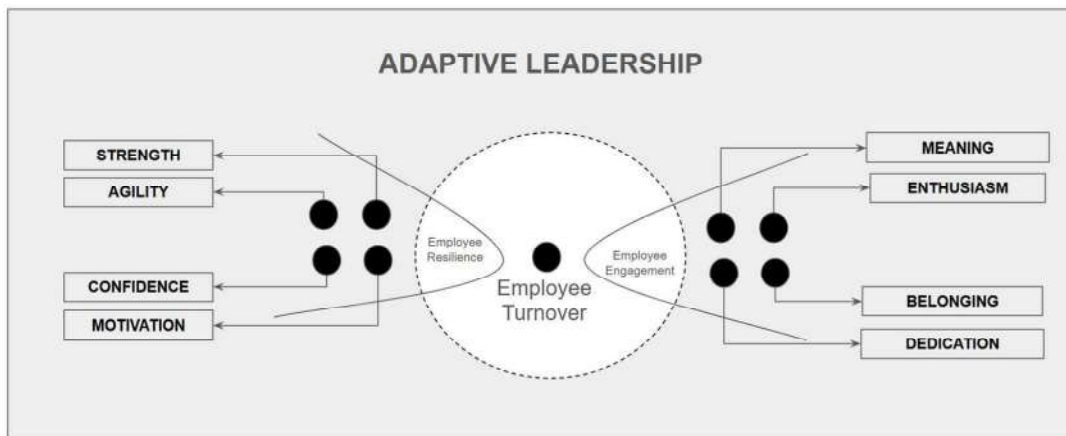 ADAPTIVE LEADERSHIP
STRENGTH
AGILITY
CONFIDENCE
MOTIVATION
Employee
Resilience
Employee
Turnover
Employee
Engagement
MEANING
ENTHUSIASM
BELONGING
DEDICATION